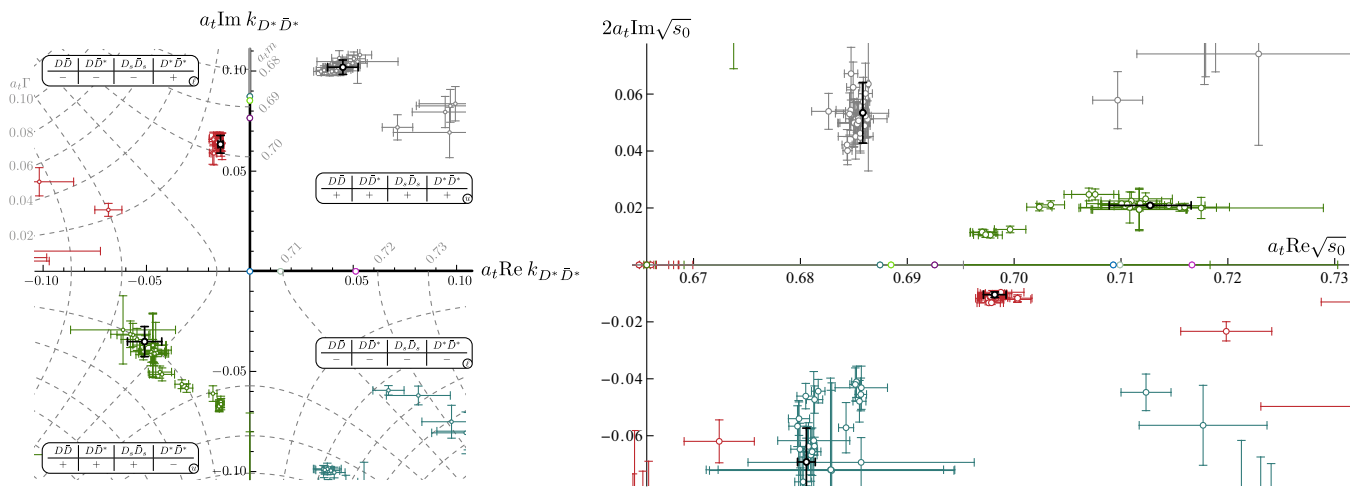 a_t Im k_{D*D̄*}
2a_t Im√s₀
a_t m
0.68
0.69
0.70
0.71
0.72
0.73
a_t Γ
0.10
0.08
0.06
0.04
0.02
DD̄ DD̄* D_sD̄_s D*D̄*
− − − +
0.10
0.05
DD̄ DD̄* D_sD̄_s D*D̄*
+ + + +
−0.10 −0.05 0.05 0.10
a_t Re k_{D*D̄*}
DD̄ DD̄* D_sD̄_s D*D̄*
− − − −
−0.05
DD̄ DD̄* D_sD̄_s D*D̄*
+ + + −
−0.10
0.06
0.04
0.02
a_t Re√s₀
0.67 0.68 0.69 0.70 0.71 0.72 0.73
−0.02
−0.04
−0.06